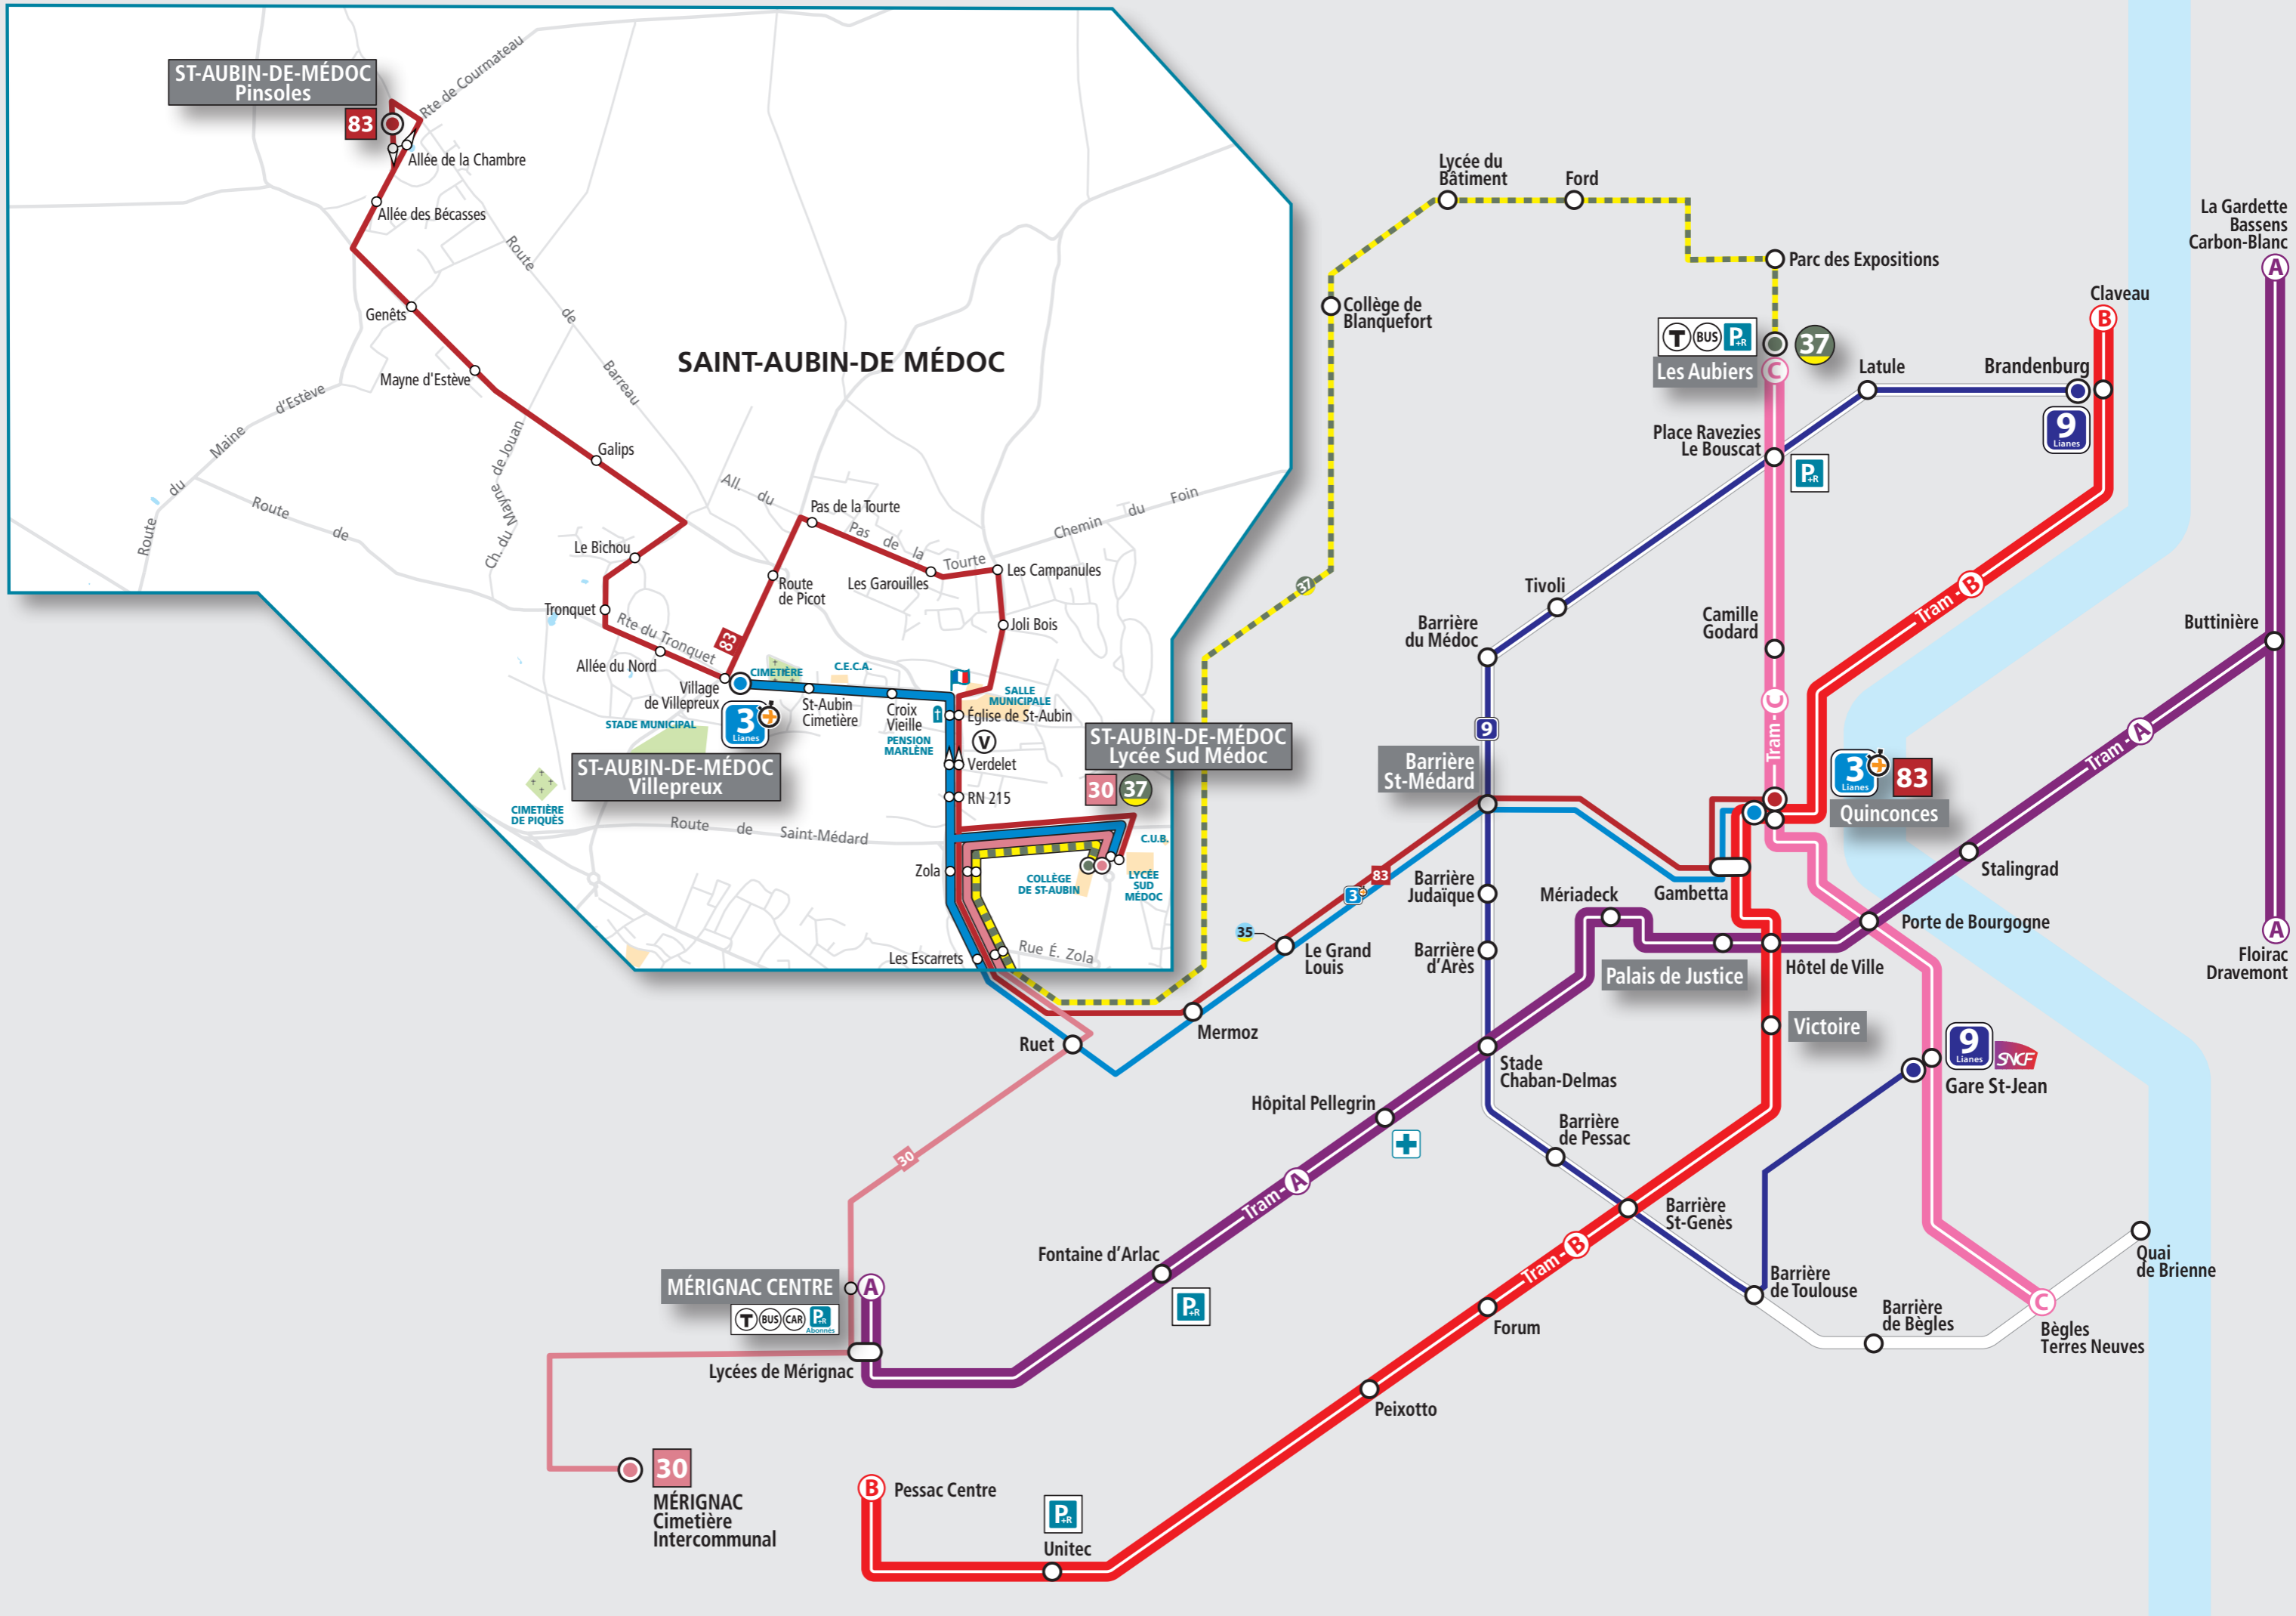 ST-AUBIN-DE-MÉDOC
Pinsoles
83
Rte de Courmateau
Allée de la Chambre
Allée des Bécasses
Route de Barreau
Genêts
Mayne d'Estève
Route du Maine d'Estève
Ch. du Mayne de Jouan
Route de
Galips
SAINT-AUBIN-DE MÉDOC
All. du Pas de la Tourte
Chemin du Foin
Pas de la Tourte
Le Bichou
Route
de Picot
Les Garouilles
Les Campanules
Tronquet
Rte du Tronquet
83
Joli Bois
Allée du Nord
Village
de Villepreux
CIMETIÈRE
C.E.C.A.
St-Aubin
Cimetière
Croix
Vieille
SALLE
MUNICIPALE
Église de St-Aubin
STADE MUNICIPAL
3
Lianes
PENSION
MARLÈNE
V
Verdelet
ST-AUBIN-DE-MÉDOC
Villepreux
ST-AUBIN-DE-MÉDOC
Lycée Sud Médoc
30
37
RN 215
CIMETIÈRE
DE PIQUÈS
Route de Saint-Médard
C.U.B.
Zola
COLLÈGE
DE ST-AUBIN
LYCÉE
SUD
MÉDOC
Les Escarrets
Rue É. Zola
Lycée du
Bâtiment
Ford
Parc des Expositions
Collège de
Blanquefort
T
BUS
P+R
37
Les Aubiers
C
37
La Gardette
Bassens
Carbon-Blanc
A
Claveau
B
Latule
Brandenburg
9
Lianes
Place Ravezies
Le Bouscat
P+R
Tivoli
Barrière
du Médoc
Camille
Godard
Tram B
Buttinière
9
Tram C
Tram A
Barrière
St-Médard
3
Lianes
83
Quinconces
83
3
Barrière
Judaïque
Mériadeck
Gambetta
Stalingrad
35
Le Grand
Louis
Barrière
d'Arès
Palais de Justice
Hôtel de Ville
Porte de Bourgogne
A
Floirac
Dravemont
Mermoz
Ruet
Victoire
9
Lianes
SNCF
Gare St-Jean
Stade
Chaban-Delmas
Hôpital Pellegrin
Barrière
de Pessac
30
Tram A
Barrière
St-Genès
Fontaine d'Arlac
P+R
Tram B
Quai
de Brienne
MÉRIGNAC CENTRE
A
T
BUS
CAR
P+R
Abonnés
Barrière
de Toulouse
Barrière
de Bègles
C
Bègles
Terres Neuves
Forum
Lycées de Mérignac
Peixotto
30
MÉRIGNAC
Cimetière
Intercommunal
B
Pessac Centre
P+R
Unitec